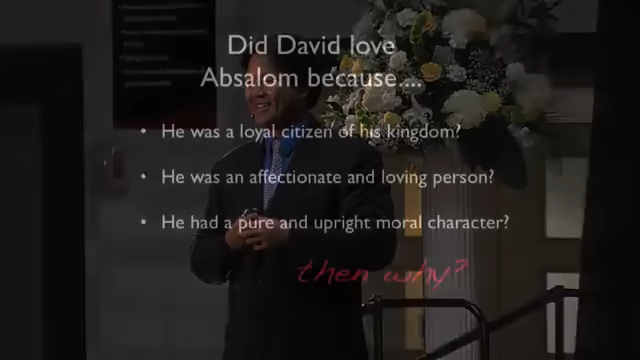 Did David love
Absalom because....
• He was a loyal citizen of his kingdom?
• He was an affectionate and loving person?
• He had a pure and upright moral character?
then why?